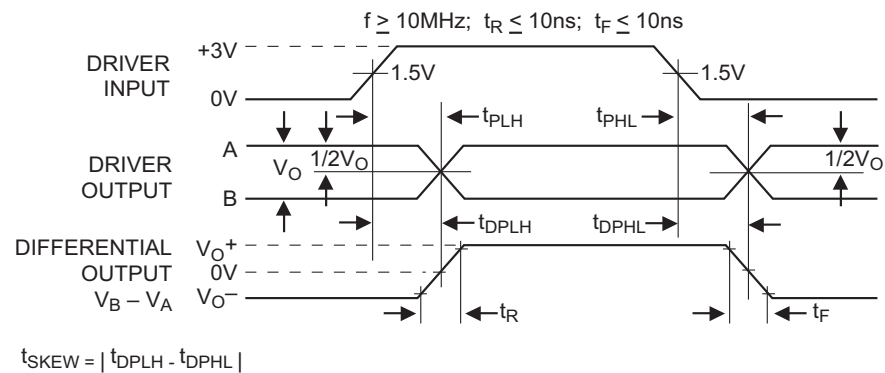 f ≥ 10MHz; tR ≤ 10ns; tF ≤ 10ns
+3V
DRIVER
INPUT
1.5V
1.5V
0V
tPLH
tPHL
A
DRIVER
OUTPUT
VO
1/2VO
1/2VO
B
tDPLH
tDPHL
DIFFERENTIAL
OUTPUT
VB – VA
VO+
0V
VO–
tR
tF
tSKEW = | tDPLH - tDPHL |